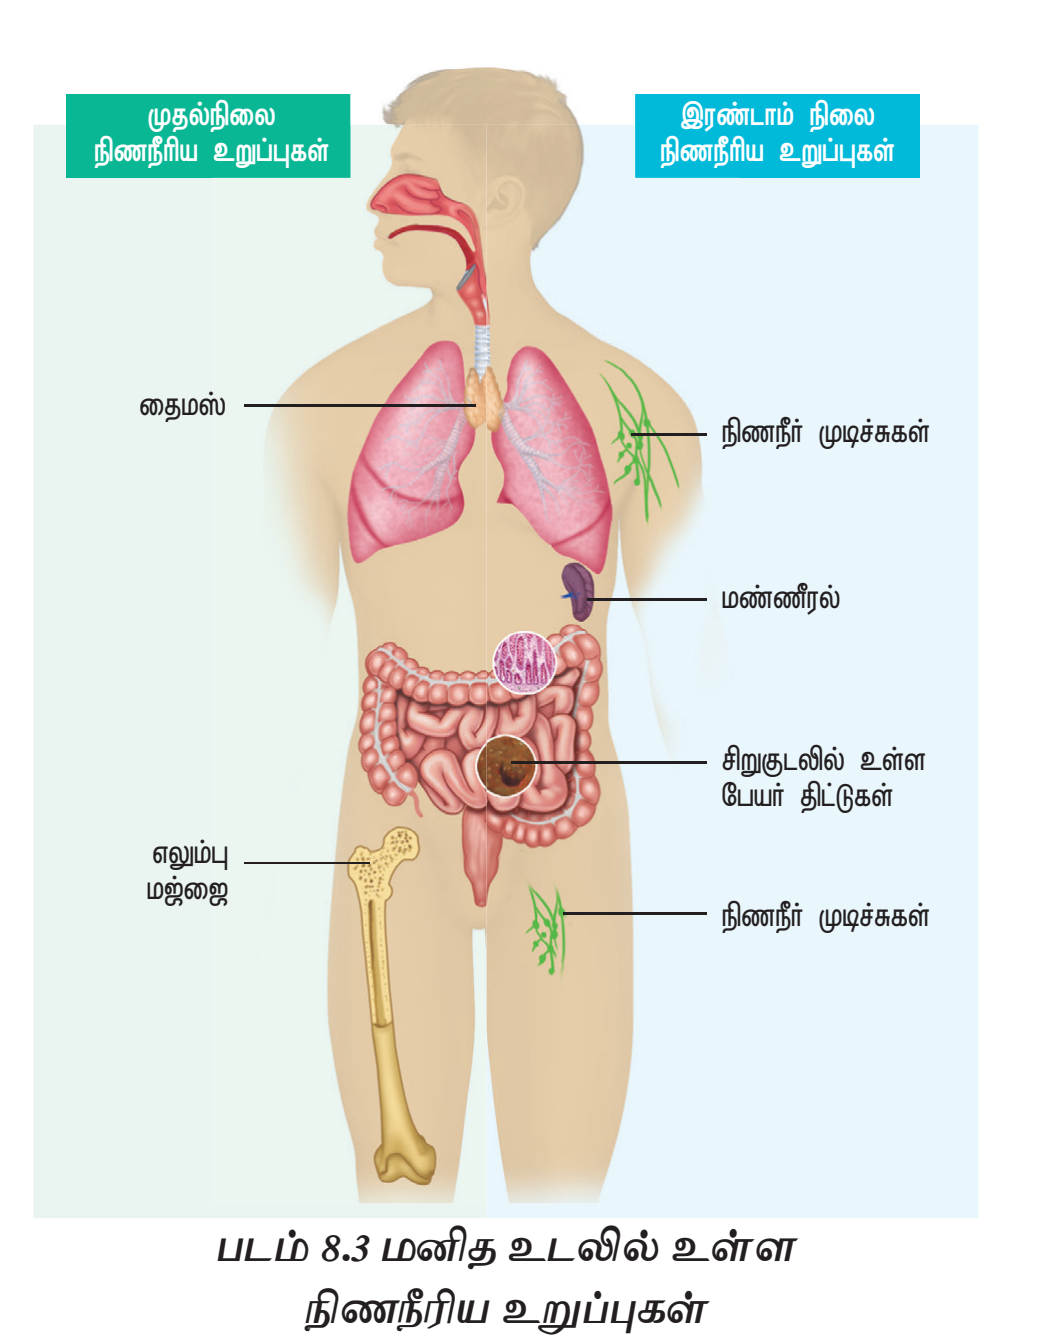 முதல்நிலை
நிணநீரிய உறுப்புகள்
இரண்டாம் நிலை
நிணநீரிய உறுப்புகள்
தைமஸ்
நிணநீர் முடிச்சுகள்
மண்ணீரல்
சிறுகுடலில் உள்ள
பேயர் திட்டுகள்
எலும்பு
மஜ்ஜை
நிணநீர் முடிச்சுகள்
படம் 8.3 மனித உடலில் உள்ள
நிணநீரிய உறுப்புகள்